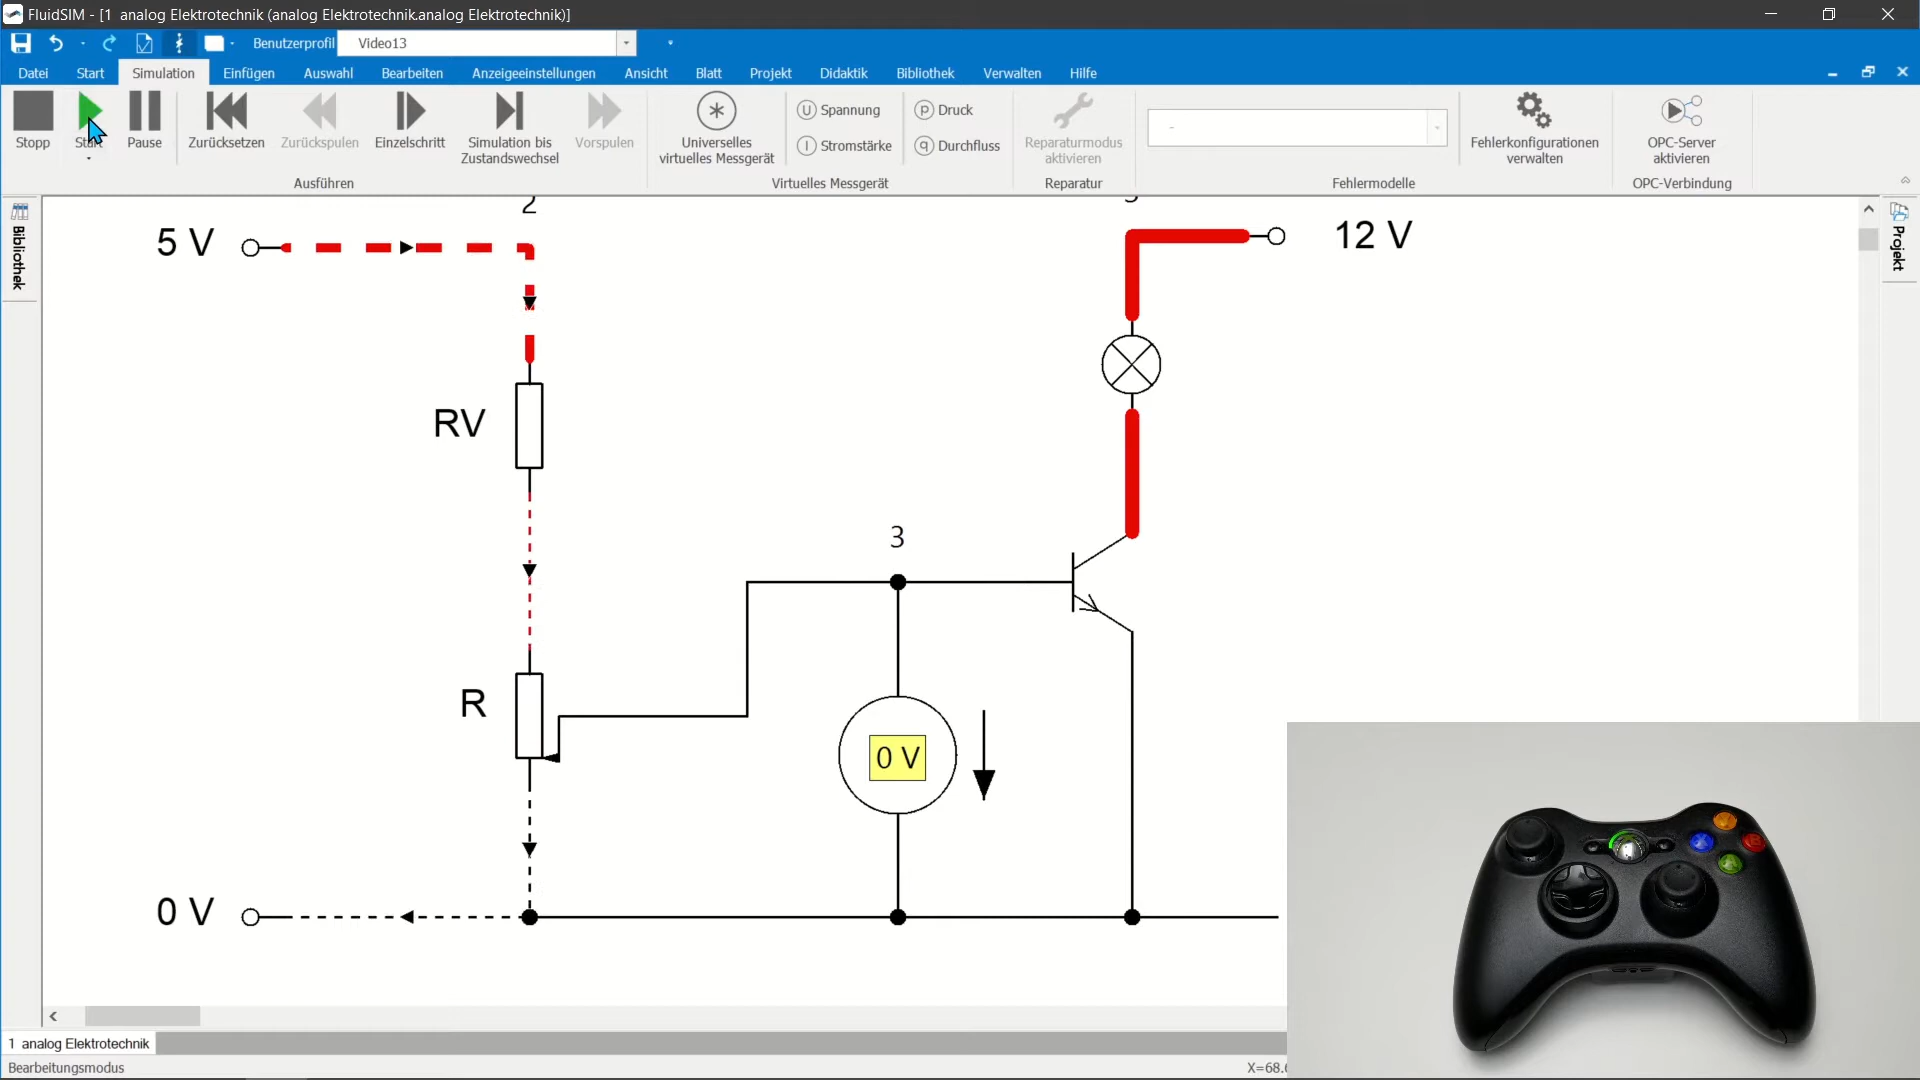 FluidSIM - [1 analog Elektrotechnik (analog Elektrotechnik.analog Elektrotechnik)]
Benutzerprofil Video13
Datei Start Simulation Einfügen Auswahl Bearbeiten Anzeigeeinstellungen Ansicht Blatt Projekt Didaktik Bibliothek Verwalten Hilfe
Stopp Start Pause Zurücksetzen Zurückspulen Einzelschritt Simulation bis Zustandswechsel Vorspulen
Ausführen
Universelles virtuelles Messgerät
U Spannung
I Stromstärke
p Druck
q Durchfluss
Virtuelles Messgerät
Reparaturmodus aktivieren
Reparatur
-
Fehlerkonfigurationen verwalten
Fehlermodelle
OPC-Server aktivieren
OPC-Verbindung
Bibliothek
Projekt
2
5 V
12 V
RV
3
R
0 V
0 V
1 analog Elektrotechnik
Bearbeitungsmodus